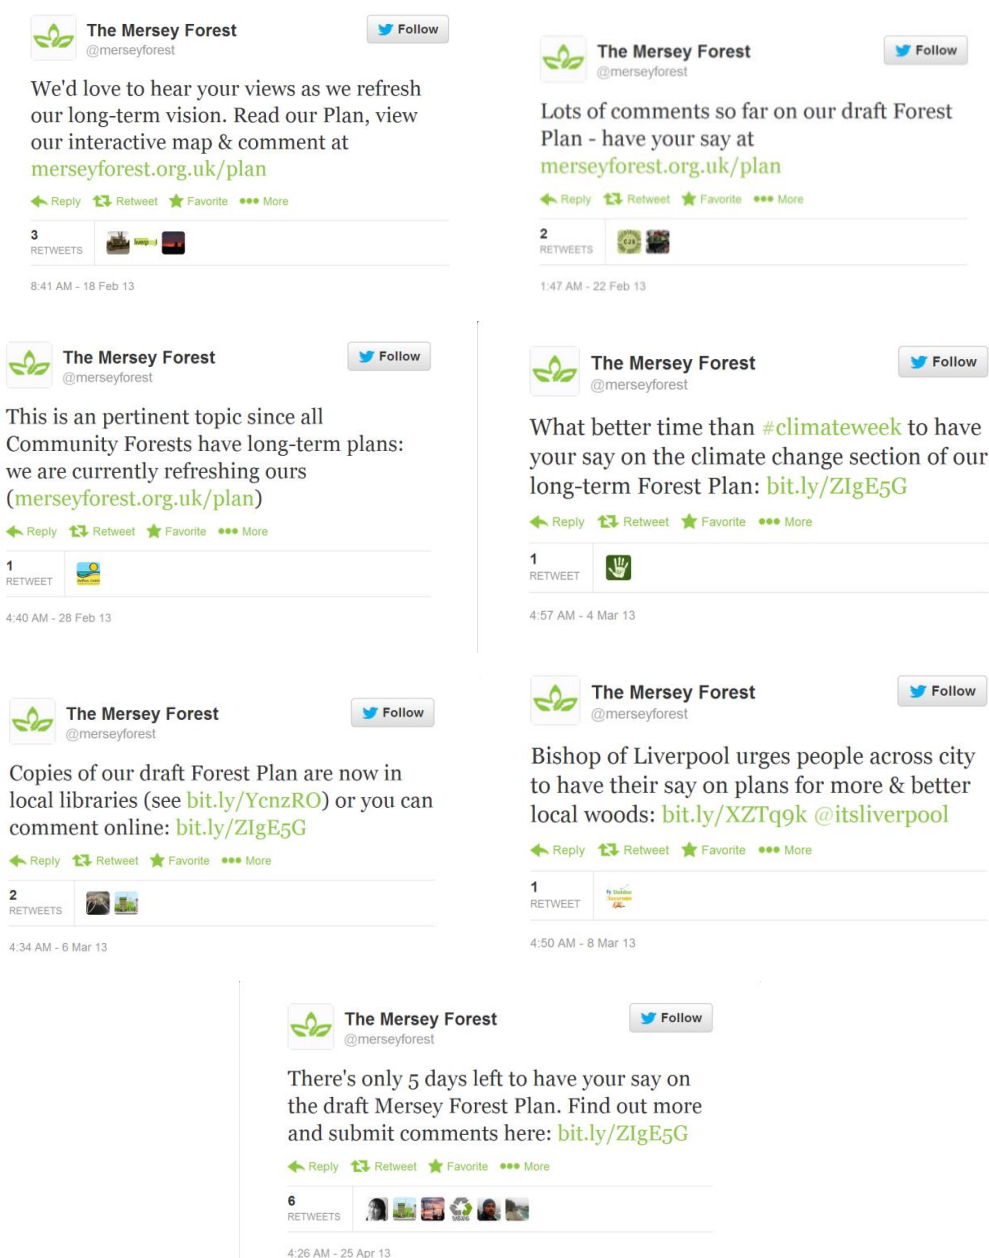 The Mersey Forest
@merseyforest
Follow
We'd love to hear your views as we refresh
our long-term vision. Read our Plan, view
our interactive map & comment at
merseyforest.org.uk/plan
Reply Retweet Favorite More
3
RETWEETS
8:41 AM - 18 Feb 13
The Mersey Forest
@merseyforest
Follow
Lots of comments so far on our draft Forest
Plan - have your say at
merseyforest.org.uk/plan
Reply Retweet Favorite More
2
RETWEETS
1:47 AM - 22 Feb 13
The Mersey Forest
@merseyforest
Follow
This is an pertinent topic since all
Community Forests have long-term plans:
we are currently refreshing ours
(merseyforest.org.uk/plan)
Reply Retweet Favorite More
1
RETWEET
4:40 AM - 28 Feb 13
The Mersey Forest
@merseyforest
Follow
What better time than #climateweek to have
your say on the climate change section of our
long-term Forest Plan: bit.ly/ZIgE5G
Reply Retweet Favorite More
1
RETWEET
4:57 AM - 4 Mar 13
The Mersey Forest
@merseyforest
Follow
Copies of our draft Forest Plan are now in
local libraries (see bit.ly/YcnzRO) or you can
comment online: bit.ly/ZIgE5G
Reply Retweet Favorite More
2
RETWEETS
4:34 AM - 6 Mar 13
The Mersey Forest
@merseyforest
Follow
Bishop of Liverpool urges people across city
to have their say on plans for more & better
local woods: bit.ly/XZTq9k @itsliverpool
Reply Retweet Favorite More
1
RETWEET
4:50 AM - 8 Mar 13
The Mersey Forest
@merseyforest
Follow
There's only 5 days left to have your say on
the draft Mersey Forest Plan. Find out more
and submit comments here: bit.ly/ZIgE5G
Reply Retweet Favorite More
6
RETWEETS
4:26 AM - 25 Apr 13